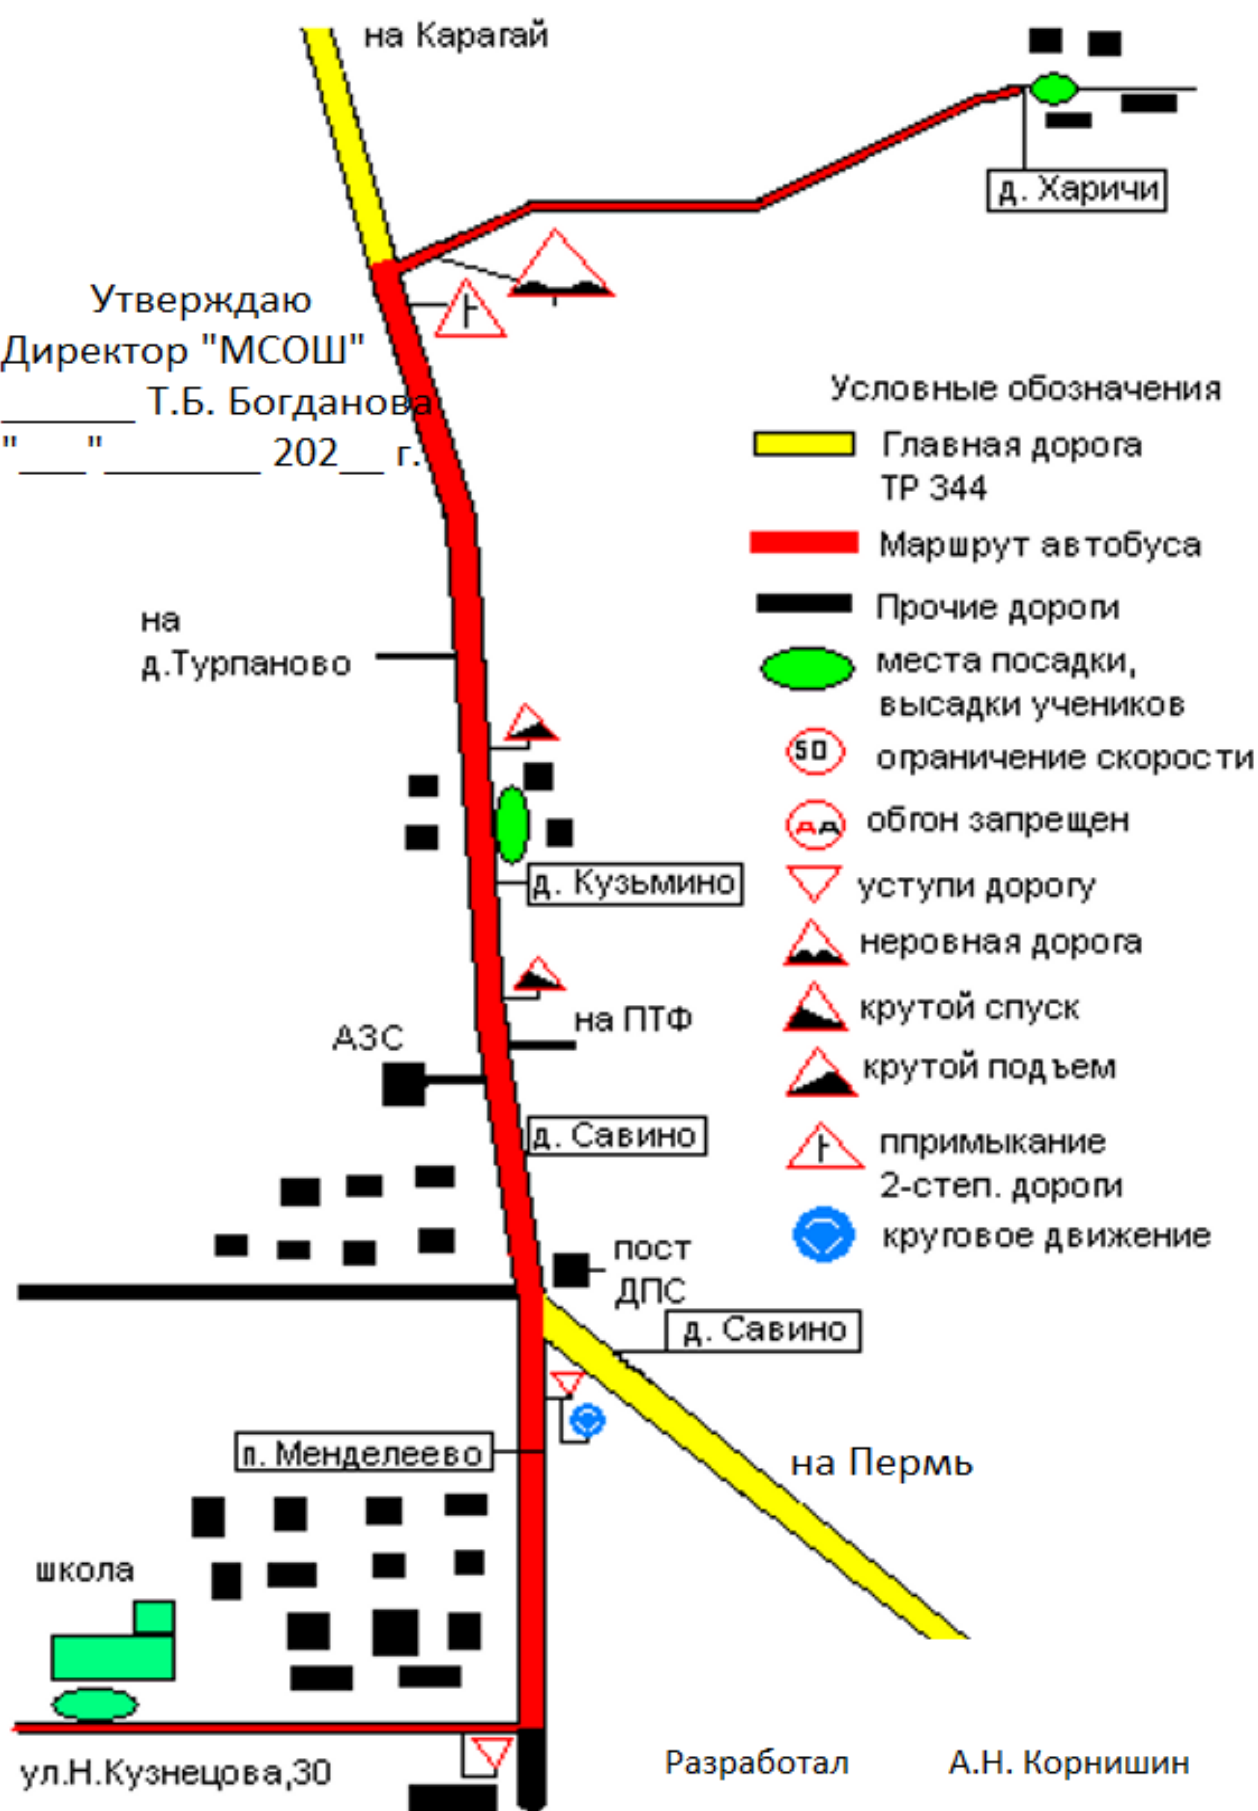 на Карагай
д. Харичи
Утверждаю
Директор "МСОШ"
______ Т.Б. Богданова
"___"________ 202__ г.
Условные обозначения
Главная дорога
ТР 344
Маршрут автобуса
Прочие дороги
места посадки,
высадки учеников
50
ограничение скорости
обгон запрещен
уступи дорогу
неровная дорога
крутой спуск
крутой подъем
ппримыкание
2-степ. дороги
круговое движение
на
д.Турпаново
д. Кузьмино
на ПТФ
АЗС
д. Савино
пост
ДПС
д. Савино
п. Менделеево
на Пермь
школа
ул.Н.Кузнецова,30
Разработал А.Н. Корнишин